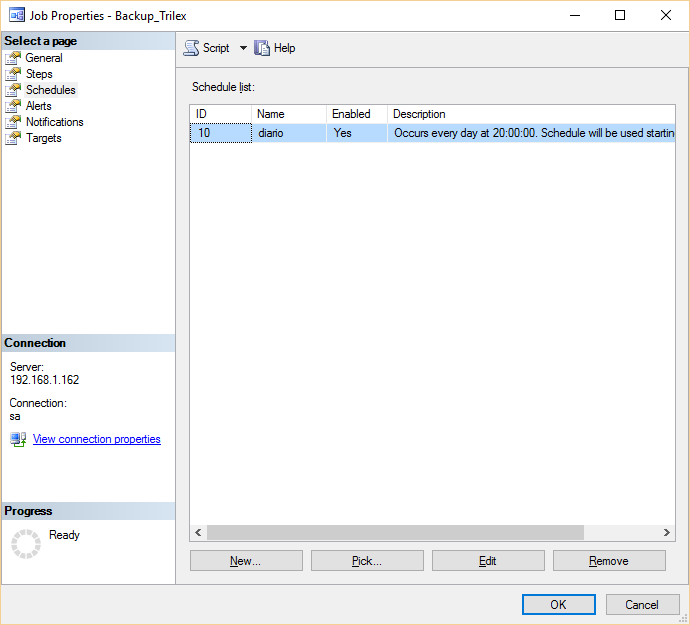 Job Properties - Backup_Trilex
Select a page
General
Steps
Schedules
Alerts
Notifications
Targets
Connection
Server:
192.168.1.162
Connection:
sa
View connection properties
Progress
Ready
Script Help
Schedule list:
ID Name Enabled Description
10 diario Yes Occurs every day at 20:00:00. Schedule will be used startin
New... Pick... Edit Remove
OK Cancel